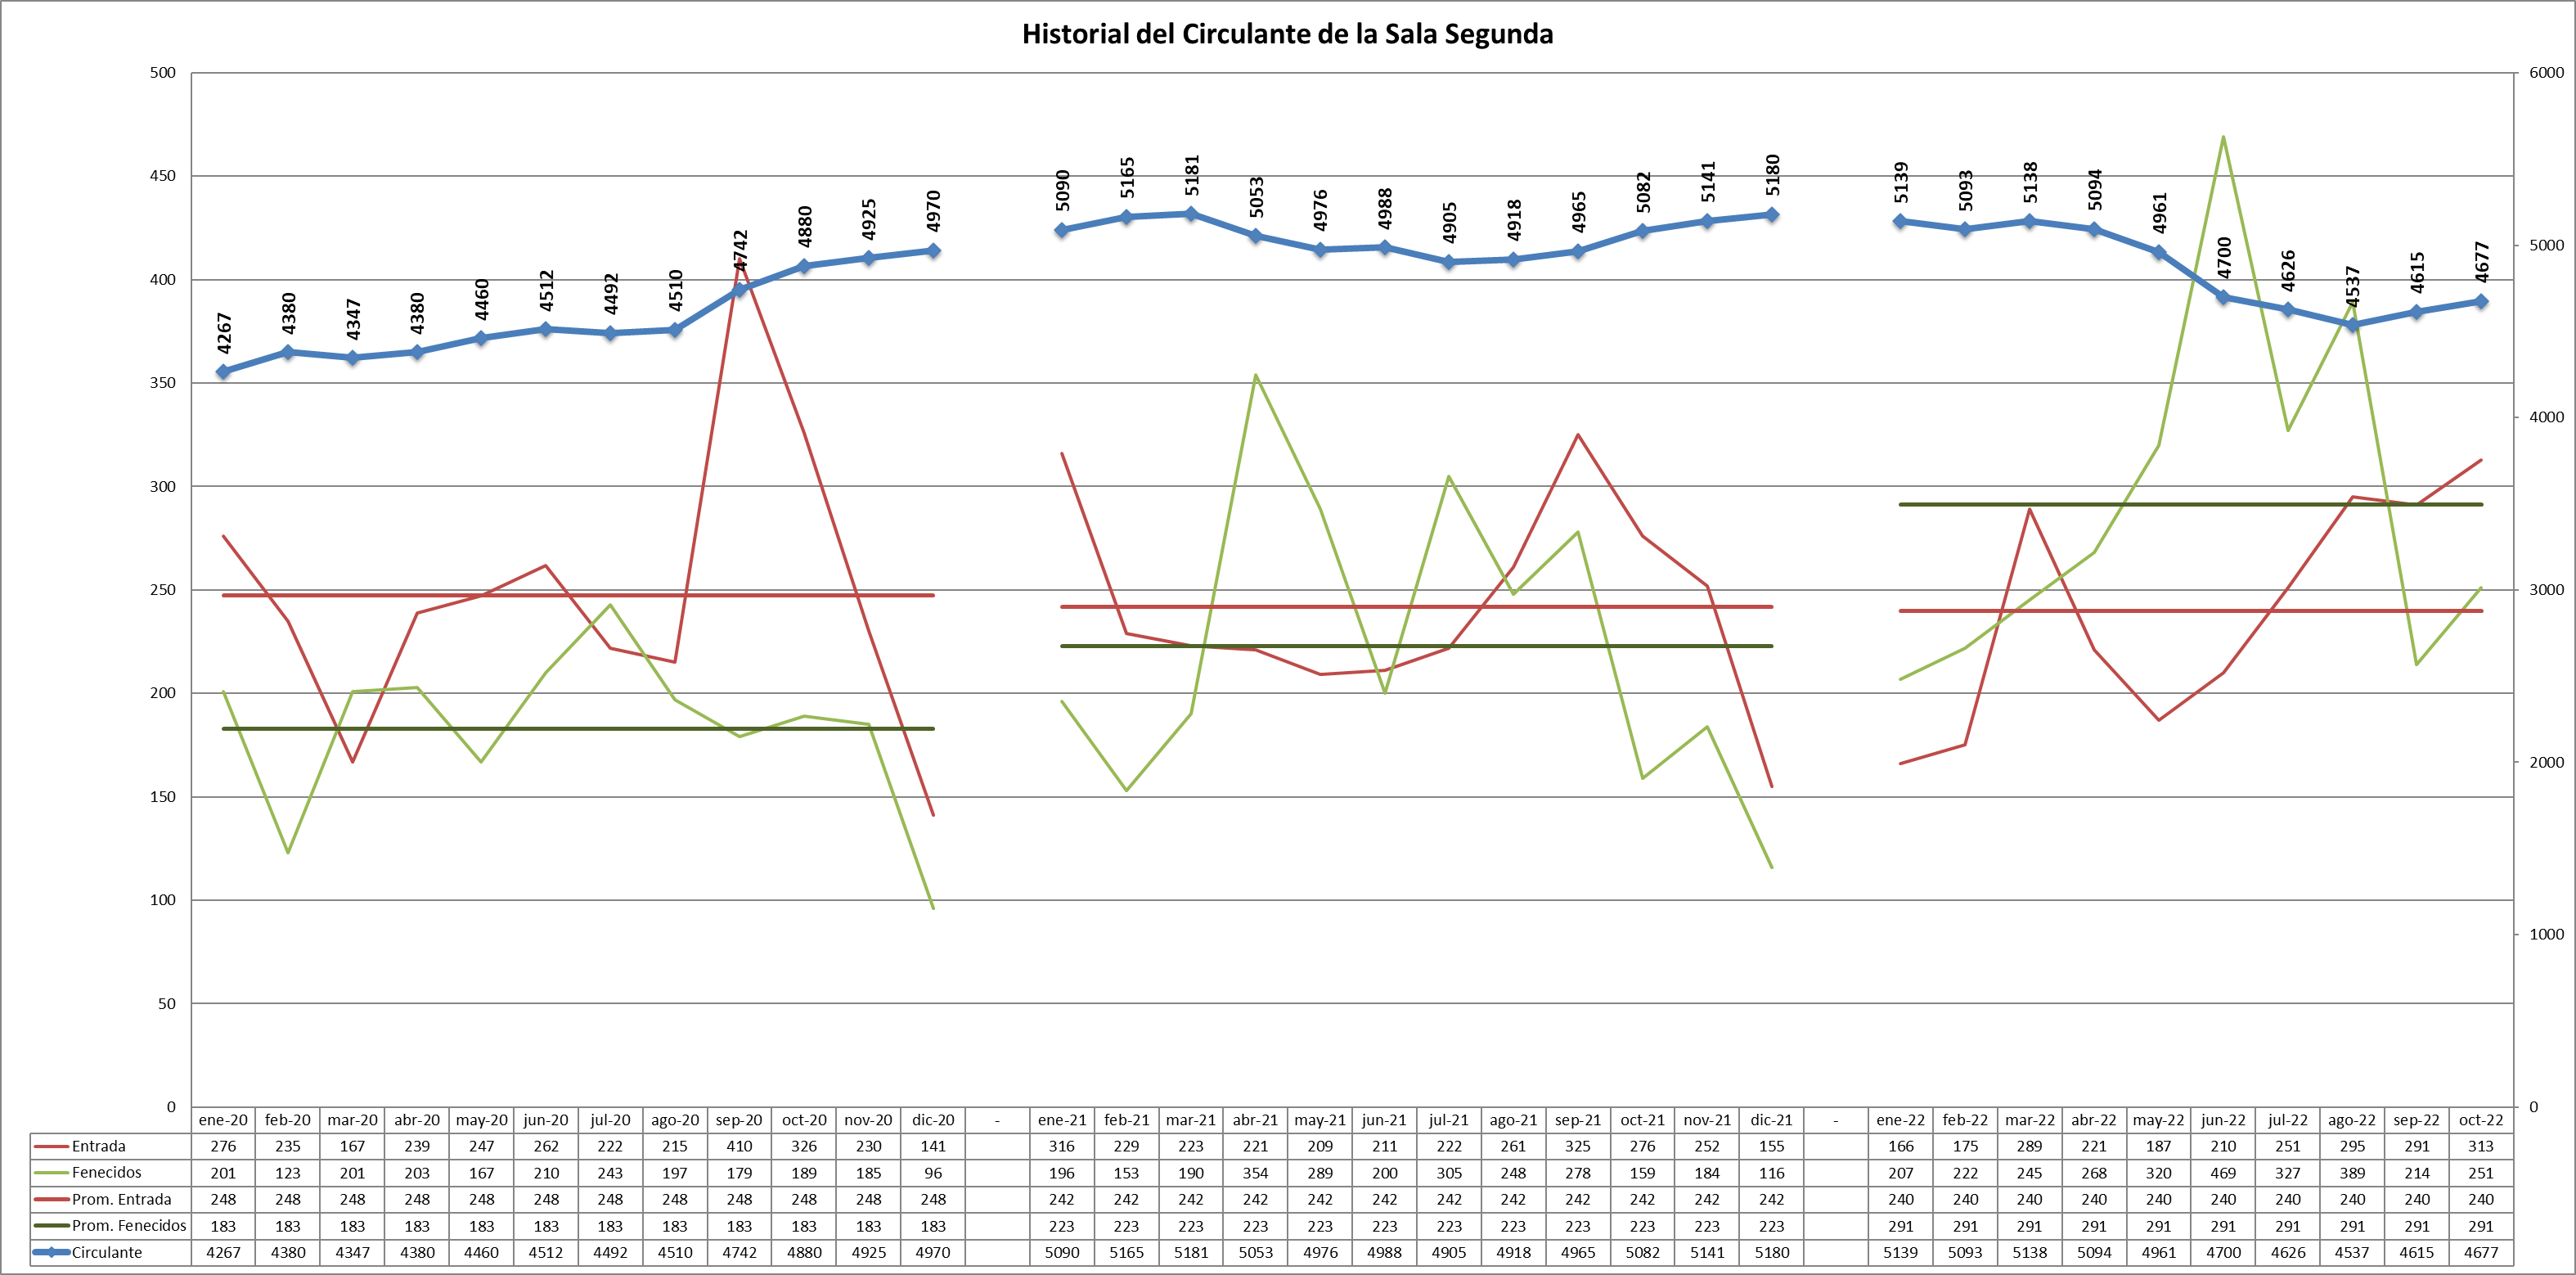 Historial del Circulante de la Sala Segunda
500
450
400
350
300
250
200
150
100
50
0
6000
5000
4000
3000
2000
1000
0
4267 4380 4347 4380 4460 4512 4492 4510 4742 4880 4925 4970 5090 5165 5181 5053 4976 4988 4905 4918 4965 5082 5141 5180 5139 5093 5138 5094 4961 4700 4626 4537 4615 4677
ene-20 feb-20 mar-20 abr-20 may-20 jun-20 jul-20 ago-20 sep-20 oct-20 nov-20 dic-20 - ene-21 feb-21 mar-21 abr-21 may-21 jun-21 jul-21 ago-21 sep-21 oct-21 nov-21 dic-21 - ene-22 feb-22 mar-22 abr-22 may-22 jun-22 jul-22 ago-22 sep-22 oct-22
Entrada 276 235 167 239 247 262 222 215 410 326 230 141 316 229 223 221 209 211 222 261 325 276 252 155 166 175 289 221 187 210 251 295 291 313
Fenecidos 201 123 201 203 167 210 243 197 179 189 185 96 196 153 190 354 289 200 305 248 278 159 184 116 207 222 245 268 320 469 327 389 214 251
Prom. Entrada 248 248 248 248 248 248 248 248 248 248 248 248 242 242 242 242 242 242 242 242 242 242 242 242 240 240 240 240 240 240 240 240 240 240
Prom. Fenecidos 183 183 183 183 183 183 183 183 183 183 183 183 223 223 223 223 223 223 223 223 223 223 223 223 291 291 291 291 291 291 291 291 291 291
Circulante 4267 4380 4347 4380 4460 4512 4492 4510 4742 4880 4925 4970 5090 5165 5181 5053 4976 4988 4905 4918 4965 5082 5141 5180 5139 5093 5138 5094 4961 4700 4626 4537 4615 4677